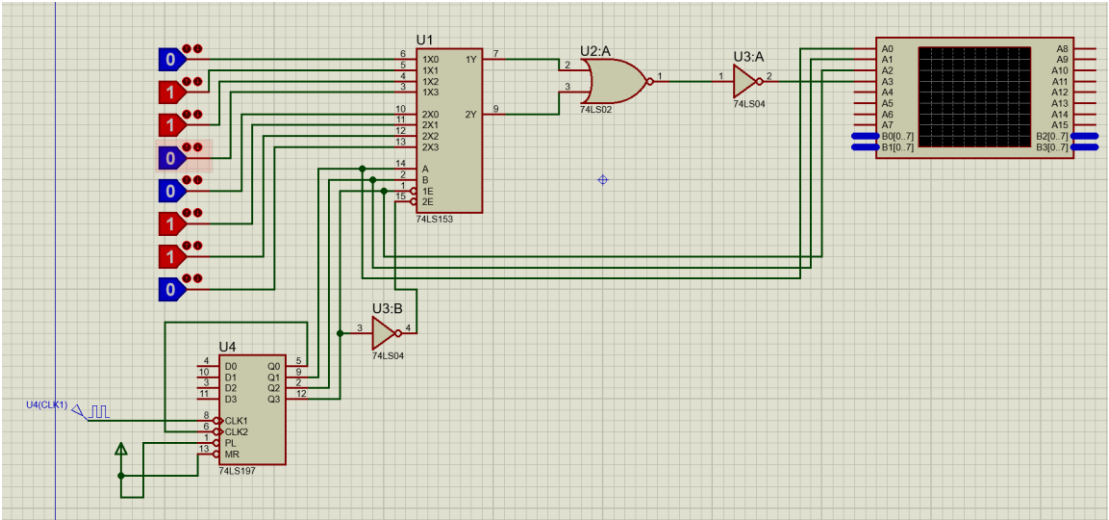 U1
0
1
1
0
0
1
1
0
6 1X0 1Y 7
5 1X1
4 1X2
3 1X3
10 2X0 2Y 9
11 2X1
12 2X2
13 2X3
14 A
2 B
1 1E
15 2E
74LS153
U2:A
2
3
1
74LS02
U3:A
1 2
74LS04
A0 A8
A1 A9
A2 A10
A3 A11
A4 A12
A5 A13
A6 A14
A7 A15
B0[0..7] B2[0..7]
B1[0..7] B3[0..7]
U3:B
3 4
74LS04
U4
4 D0 Q0 5
10 D1 Q1 9
3 D2 Q2 2
11 D3 Q3 12
U4(CLK1)
8 CLK1
6 CLK2
1 PL
13 MR
74LS197